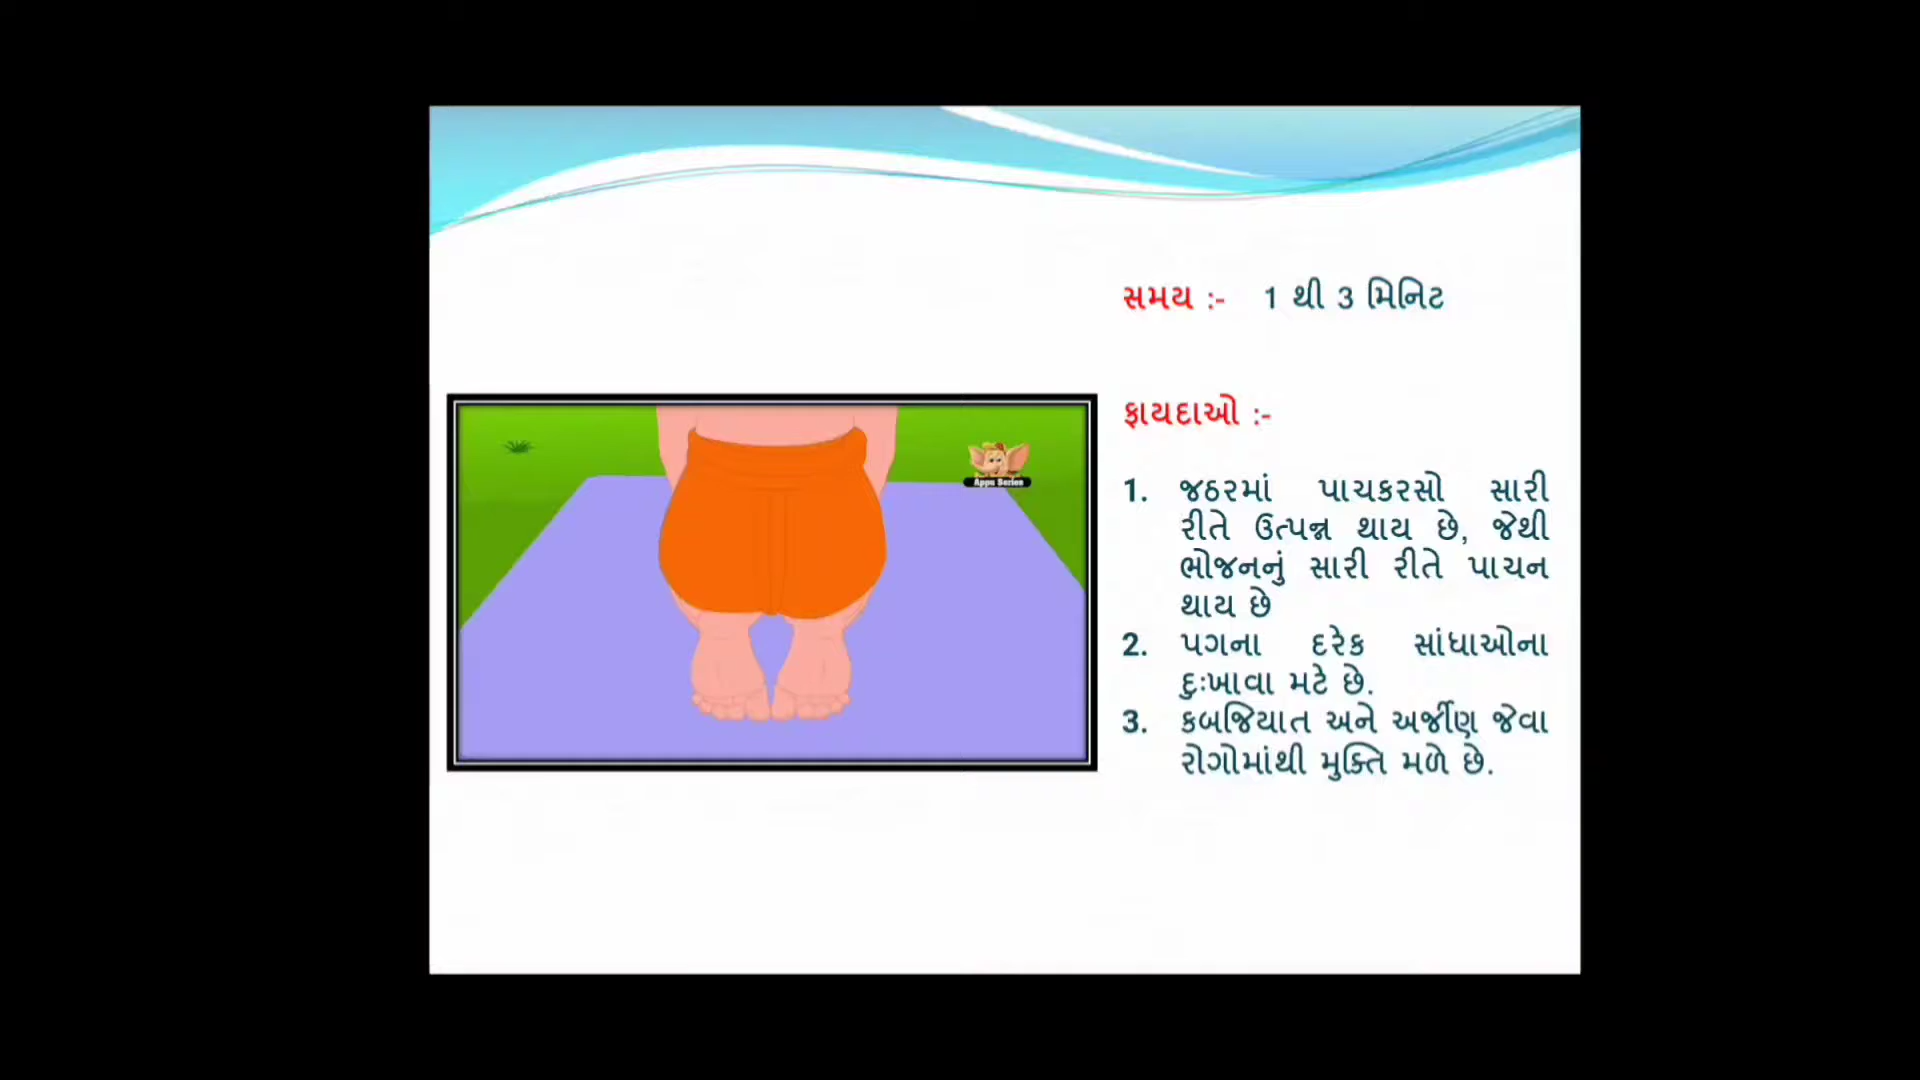 સમય :- 1 થી 3 મિનિટ
ફાયદાઓ :-
1. જઠરમાં પાચકરસો સારી
રીતે ઉત્પન્ન થાય છે, જેથી
ભોજનનું સારી રીતે પાચન
થાય છે
2. પગના દરેક સાંધાઓના
દુઃખાવા મટે છે.
3. કબજિયાત અને અર્જીણ જેવા
રોગોમાંથી મુક્તિ મળે છે.
Appu Series